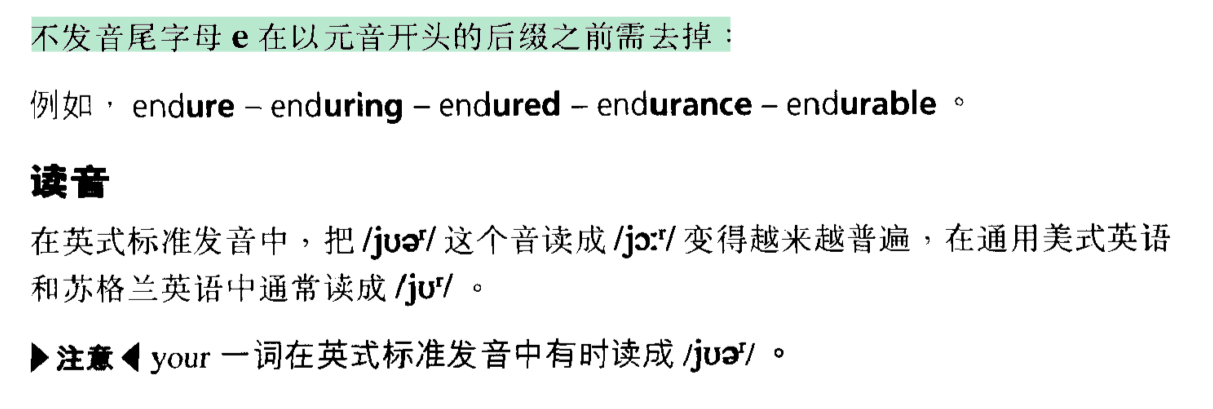 不发音尾字母 e 在以元音开头的后缀之前需去掉：
例如，endure – enduring – endured – endurance – endurable。
读音
在英式标准发音中，把 /jʊəʳ/ 这个音读成 /jɔːʳ/ 变得越来越普遍，在通用美式英语
和苏格兰英语中通常读成 /jʊʳ/ 。
▶注意◀ your 一词在英式标准发音中有时读成 /jʊəʳ/ 。